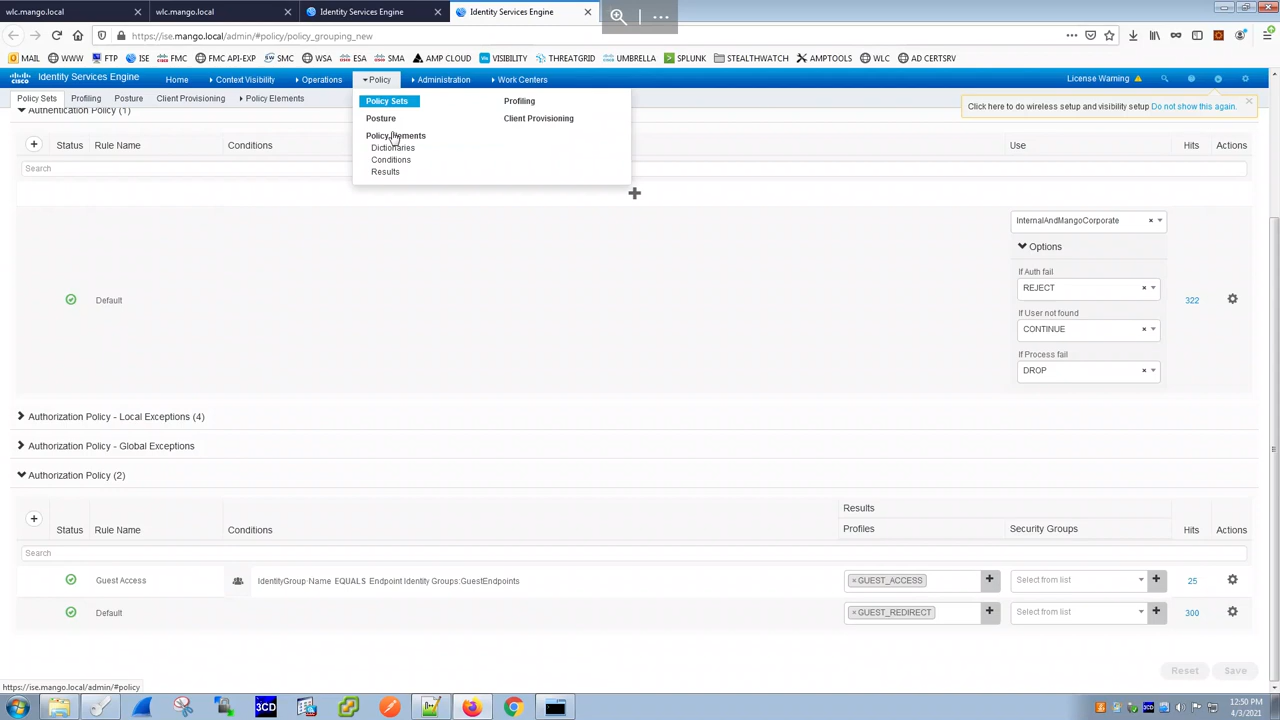 wlc.mango.local
wlc.mango.local
Identity Services Engine
Identity Services Engine
https://ise.mango.local/admin/#policy/policy_grouping_new
MAIL
WWW
FTP
ISE
FMC
FMC API-EXP
SMC
WSA
ESA
SMA
AMP CLOUD
VISIBILITY
FTD
CTR
UMBRELLA
SPLUNK
STEALTHWATCH
AMPTOOLS
WLC
AD CERTSRV
CISCO
Identity Services Engine
Home
Context Visibility
Operations
Policy
Administration
Work Centers
License Warning
Policy Sets
Profiling
Posture
Client Provisioning
Policy Elements
Policy Sets
Profiling
Posture
Client Provisioning
Policy Elements
Dictionaries
Conditions
Results
Click here to do wireless setup and visibility setup Do not show this again.
Authentication Policy (1)
Status
Rule Name
Conditions
Use
Hits
Actions
Search
InternalAndMangoCorporate
Options
If Auth fail
REJECT
Default
322
If User not found
CONTINUE
If Process fail
DROP
Authorization Policy - Local Exceptions (4)
Authorization Policy - Global Exceptions
Authorization Policy (2)
Results
Status
Rule Name
Conditions
Profiles
Security Groups
Hits
Actions
Search
Guest Access
IdentityGroup Name EQUALS Endpoint Identity Groups:GuestEndpoints
GUEST_ACCESS
Select from list
25
Default
GUEST_REDIRECT
Select from list
300
Reset
Save
https://ise.mango.local/admin/#policy
3CD
12:50 PM
4/3/2021